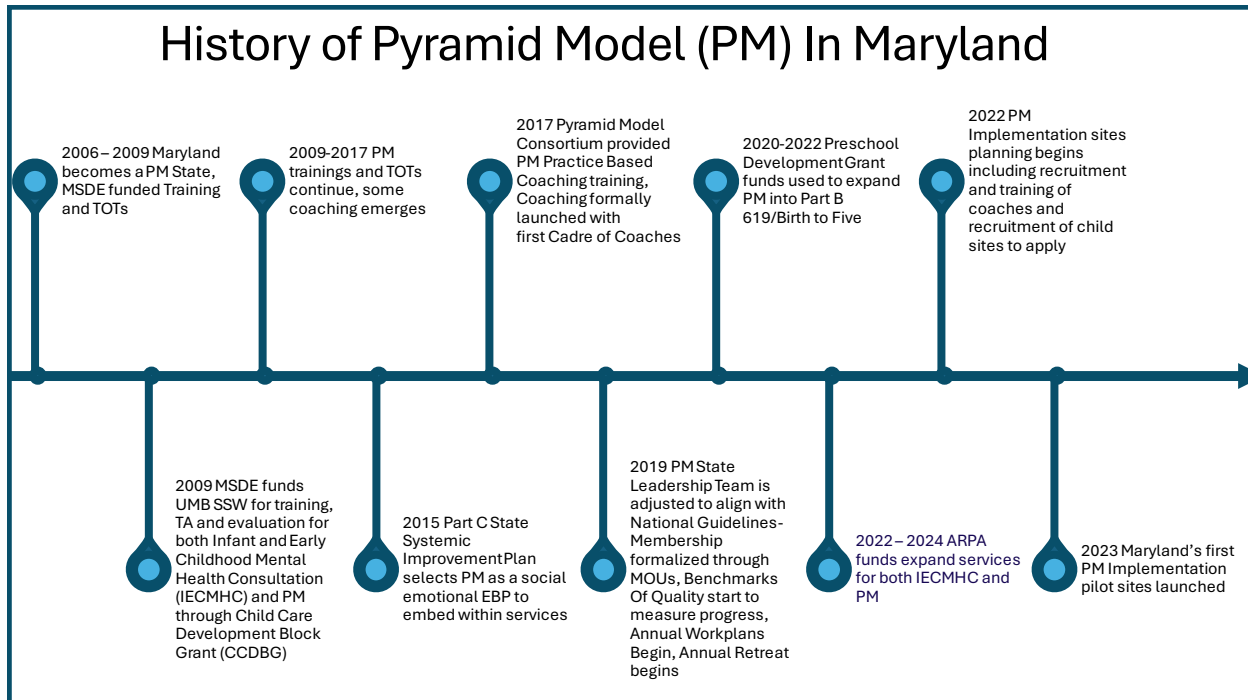 History of Pyramid Model (PM) In Maryland
2006 – 2009 Maryland
becomes a PM State,
MSDE funded Training
and TOTs
2009 MSDE funds
UMB SSW for training,
TA and evaluation for
both Infant and Early
Childhood Mental
Health Consultation
(IECMHC) and PM
through Child Care
Development Block
Grant (CCDBG)
2009-2017 PM
trainings and TOTs
continue, some
coaching emerges
2015 Part C State
Systemic
Improvement Plan
selects PM as a social
emotional EBP to
embed within services
2017 Pyramid Model
Consortium provided
PM Practice Based
Coaching training,
Coaching formally
launched with
first Cadre of Coaches
2019 PM State
Leadership Team is
adjusted to align with
National Guidelines-
Membership
formalized through
MOUs, Benchmarks
Of Quality start to
measure progress,
Annual Workplans
Begin, Annual Retreat
begins
2020-2022 Preschool
Development Grant
funds used to expand
PM into Part B
619/Birth to Five
2022 – 2024 ARPA
funds expand services
for both IECMHC and
PM
2022 PM
Implementation sites
planning begins
including recruitment
and training of
coaches and
recruitment of child
sites to apply
2023 Maryland's first
PM Implementation
pilot sites launched